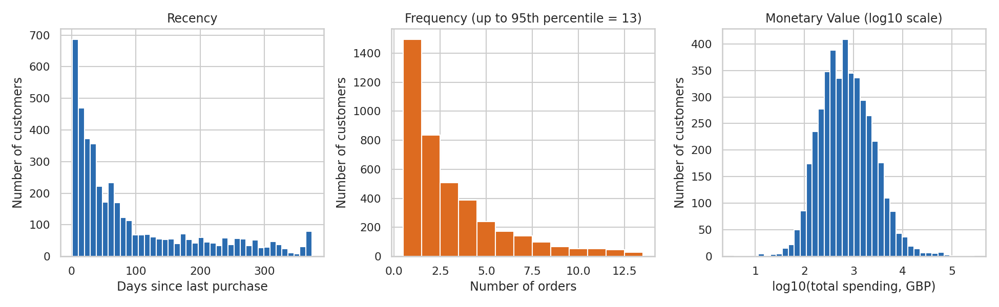 Recency
700
600
500
400
300
200
100
0
Number of customers
0 100 200 300
Days since last purchase
Frequency (up to 95th percentile = 13)
1400
1200
1000
800
600
400
200
0
Number of customers
0.0 2.5 5.0 7.5 10.0 12.5
Number of orders
Monetary Value (log10 scale)
400
350
300
250
200
150
100
50
0
Number of customers
1 2 3 4 5
log10(total spending, GBP)